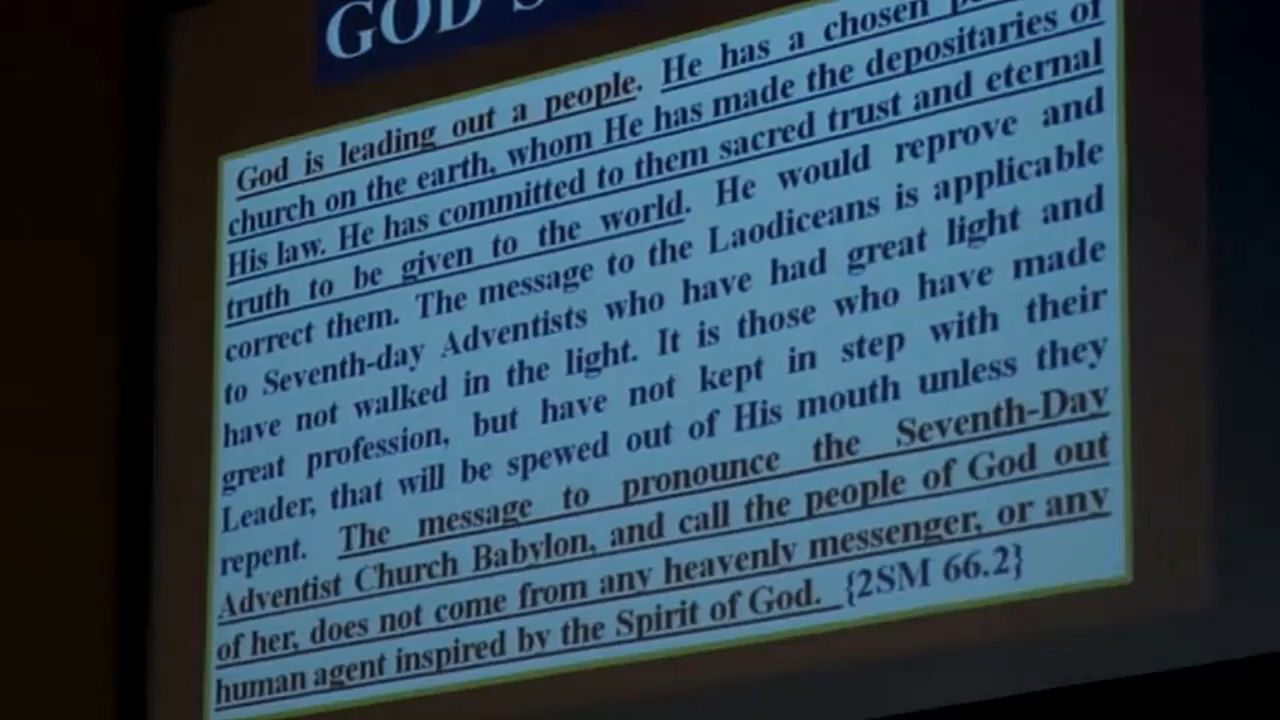 GOD'S
God is leading out a people. He has a chosen
church on the earth, whom He has made the depositaries of
His law. He has committed to them sacred trust and eternal
truth to be given to the world. He would reprove and
correct them. The message to the Laodiceans is applicable
to Seventh-day Adventists who have had great light and
have not walked in the light. It is those who have made
great profession, but have not kept in step with their
Leader, that will be spewed out of His mouth unless they
repent. The message to pronounce the Seventh-Day
Adventist Church Babylon, and call the people of God out
of her, does not come from any heavenly messenger, or any
human agent inspired by the Spirit of God. {2SM 66.2}